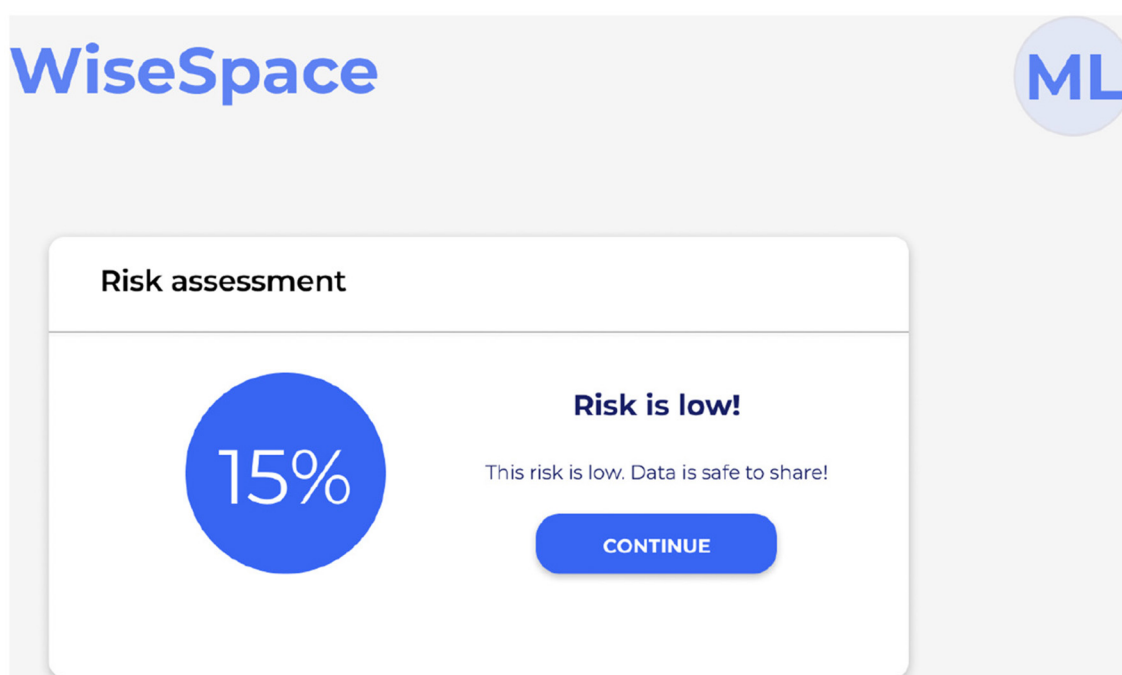 WiseSpace
ML
Risk assessment
15%
Risk is low!
This risk is low. Data is safe to share!
CONTINUE